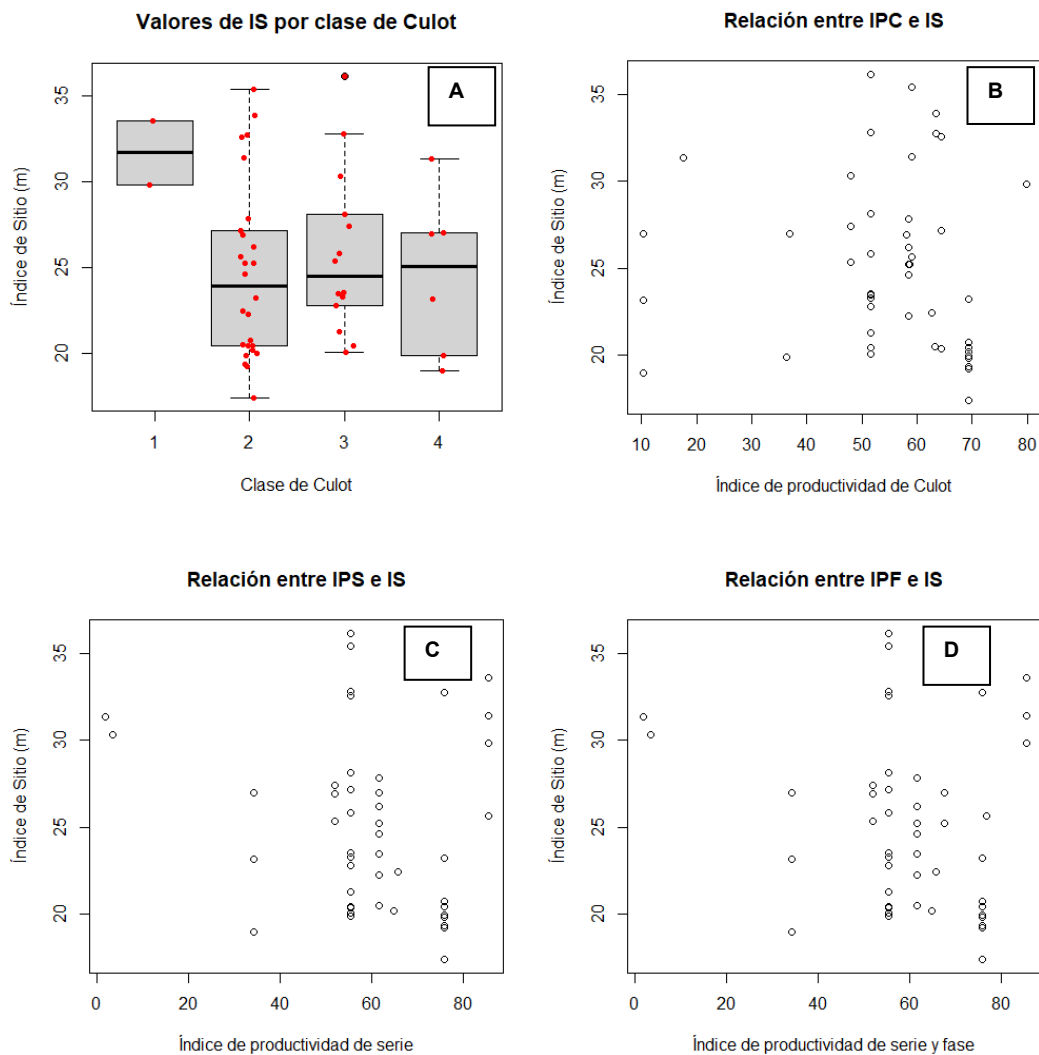 Valores de IS por clase de Culot
A
Índice de Sitio (m)
35
30
25
20
1 2 3 4
Clase de Culot
Relación entre IPC e IS
B
Índice de Sitio (m)
35
30
25
20
10 20 30 40 50 60 70 80
Índice de productividad de Culot
Relación entre IPS e IS
C
Índice de Sitio (m)
35
30
25
20
0 20 40 60 80
Índice de productividad de serie
Relación entre IPF e IS
D
Índice de Sitio (m)
35
30
25
20
0 20 40 60 80
Índice de productividad de serie y fase